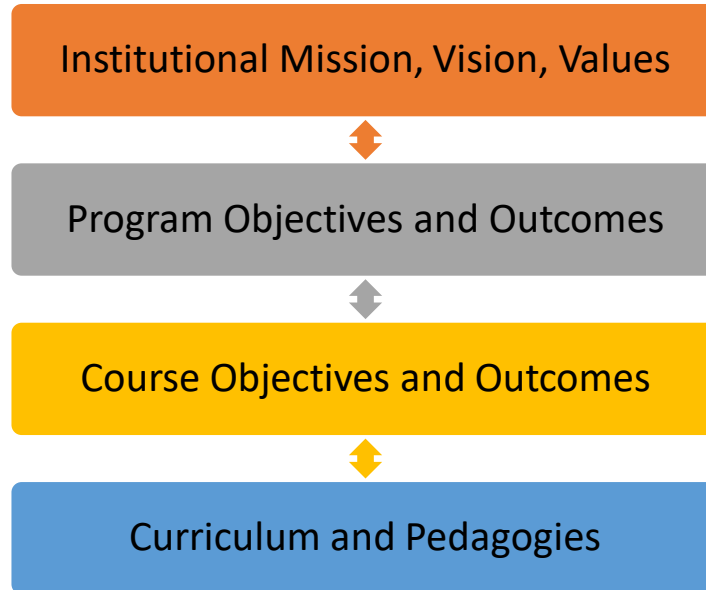 Institutional Mission, Vision, Values
Program Objectives and Outcomes
Course Objectives and Outcomes
Curriculum and Pedagogies